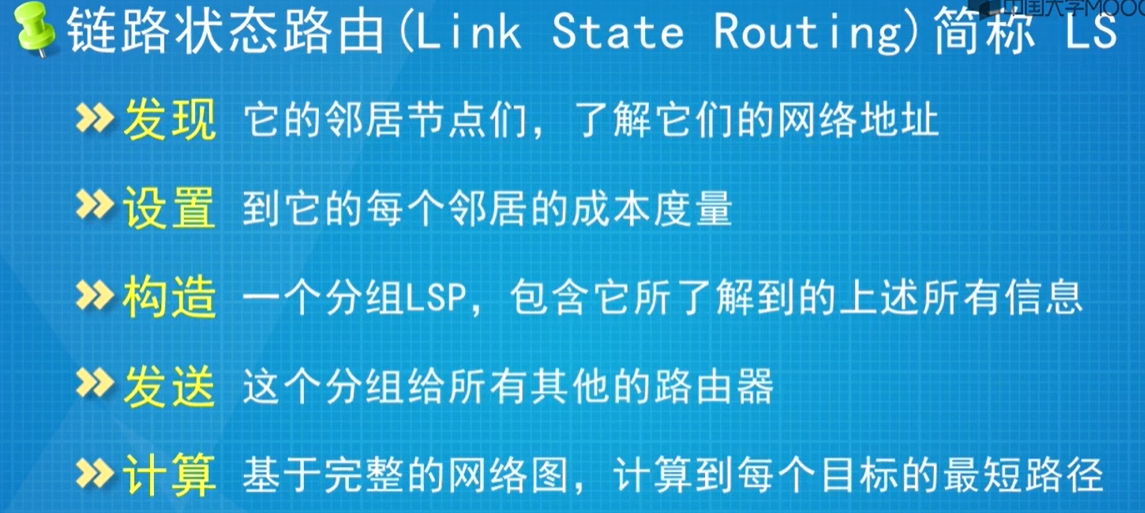 中国大学MOOC
链路状态路由(Link State Routing)简称 LS
发现 它的邻居节点们，了解它们的网络地址
设置 到它的每个邻居的成本度量
构造 一个分组LSP，包含它所了解到的上述所有信息
发送 这个分组给所有其他的路由器
计算 基于完整的网络图，计算到每个目标的最短路径